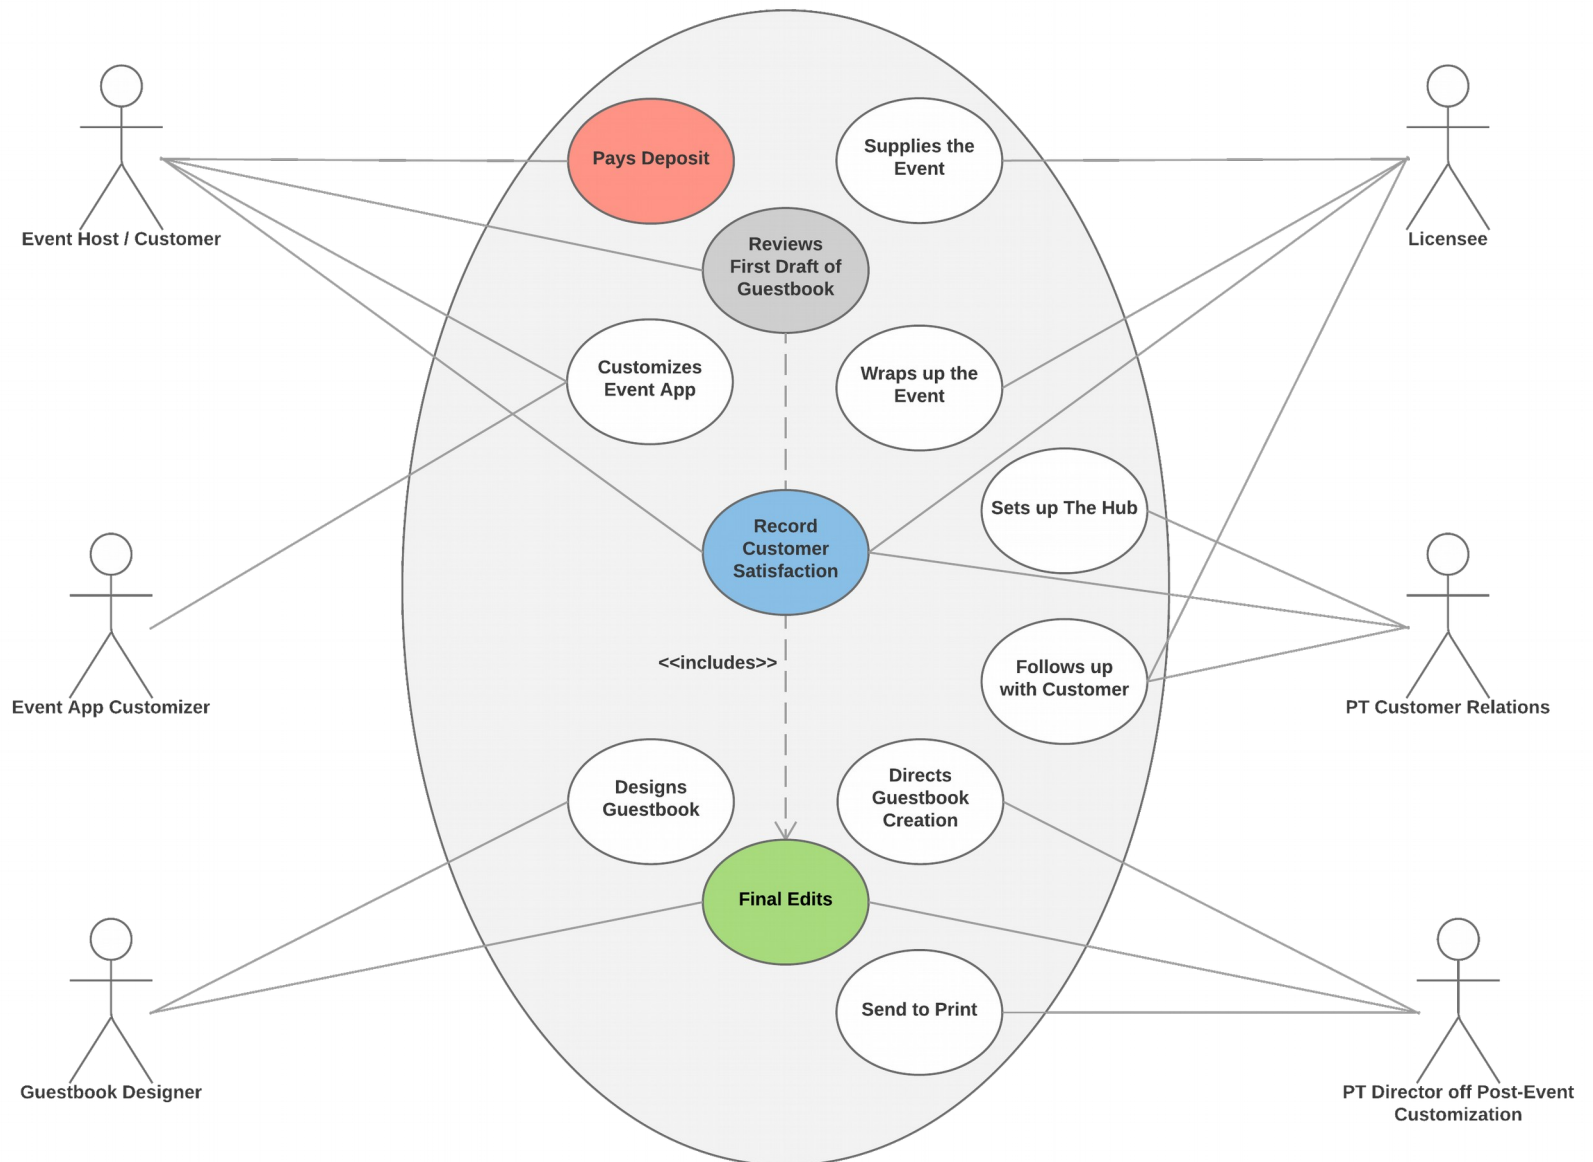 Pays Deposit
Supplies the
Event
Event Host / Customer
Licensee
Reviews
First Draft of
Guestbook
Customizes
Event App
Wraps up the
Event
Sets up The Hub
Record
Customer
Satisfaction
<<includes>>
Follows up
with Customer
Event App Customizer
PT Customer Relations
Designs
Guestbook
Directs
Guestbook
Creation
Final Edits
Send to Print
Guestbook Designer
PT Director off Post-Event
Customization